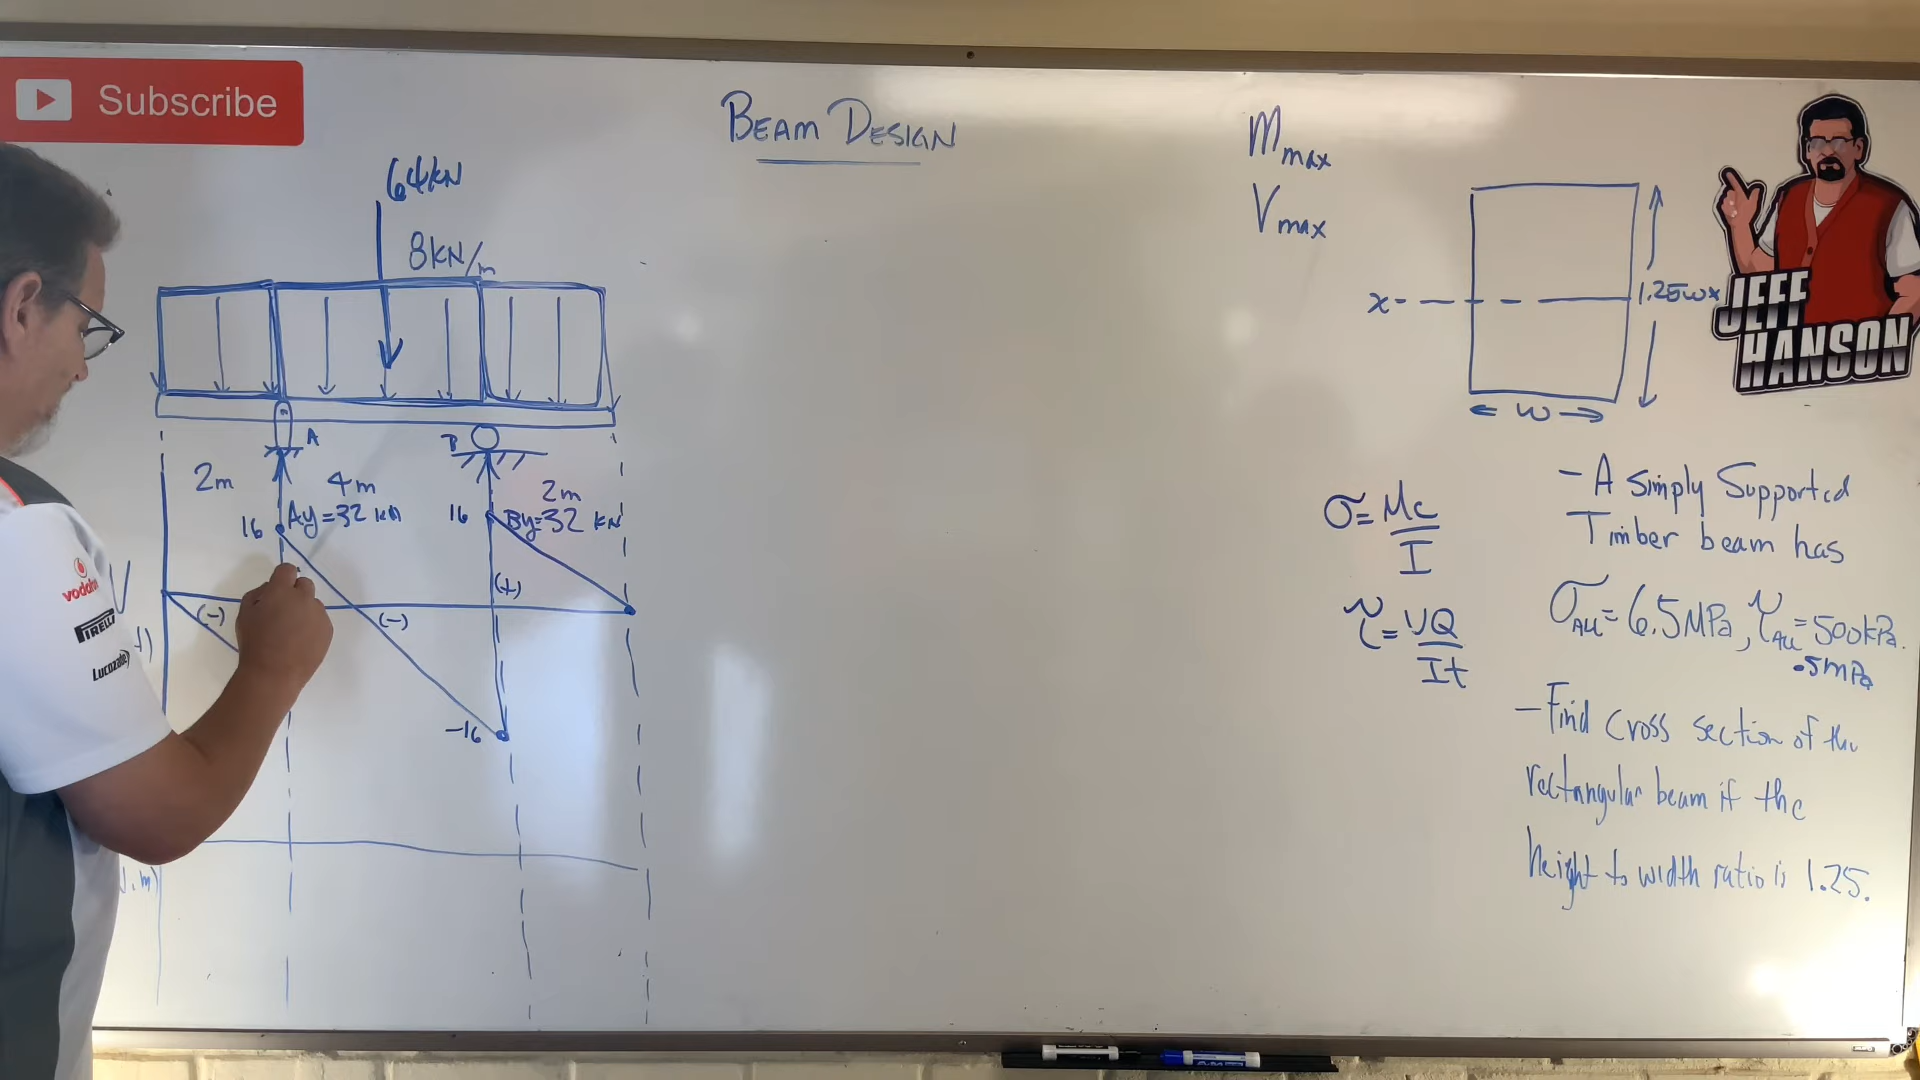 Subscribe
BEAM DESIGN
64kN
8kN/m
A
B
2m
4m
2m
16
Ay=32 kN
16
By=32 kN
V
(-)
(-)
(+)
-16
Mmax
Vmax
x
1.25w
x
w
σ=Mc/I
τ=VQ/It
- A simply Supported
Timber beam has
σALL=6.5MPa, τALL=500kPa.
.5mPa
- Find cross section of the
rectangular beam if the
height to width ratio is 1.25.
JEFF
HANSON
vodafone
PIRELLI
Lucozade